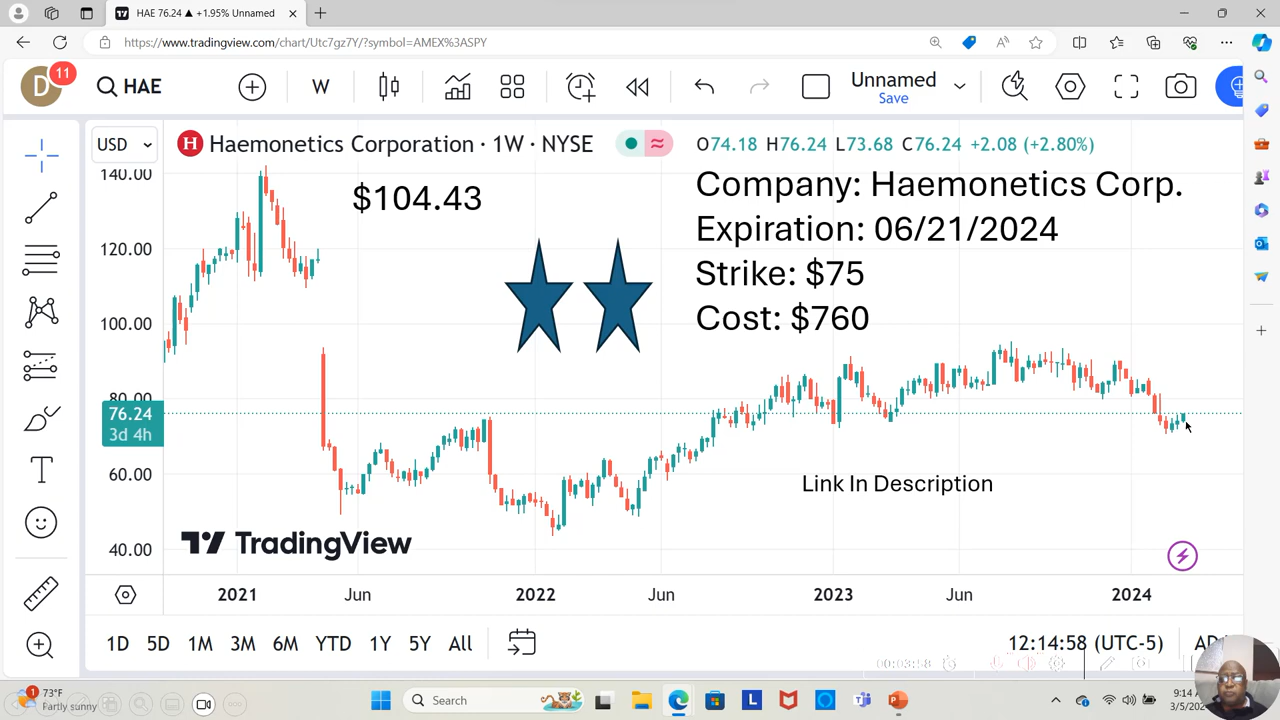 HAE 76.24 ▲ +1.95% Unnamed
https://www.tradingview.com/chart/Utc7gz7Y/?symbol=AMEX%3ASPY
D 11 HAE W Unnamed
Save
USD H Haemonetics Corporation · 1W · NYSE O74.18 H76.24 L73.68 C76.24 +2.08 (+2.80%)
140.00
120.00
100.00
80.00
76.24
3d 4h
60.00
40.00
$104.43
Company: Haemonetics Corp.
Expiration: 06/21/2024
Strike: $75
Cost: $760
Link In Description
TradingView
2021 Jun 2022 Jun 2023 Jun 2024
1D 5D 1M 3M 6M YTD 1Y 5Y All 12:14:58 (UTC-5)
00:03:58
1 73°F
Partly sunny
Search
9:14